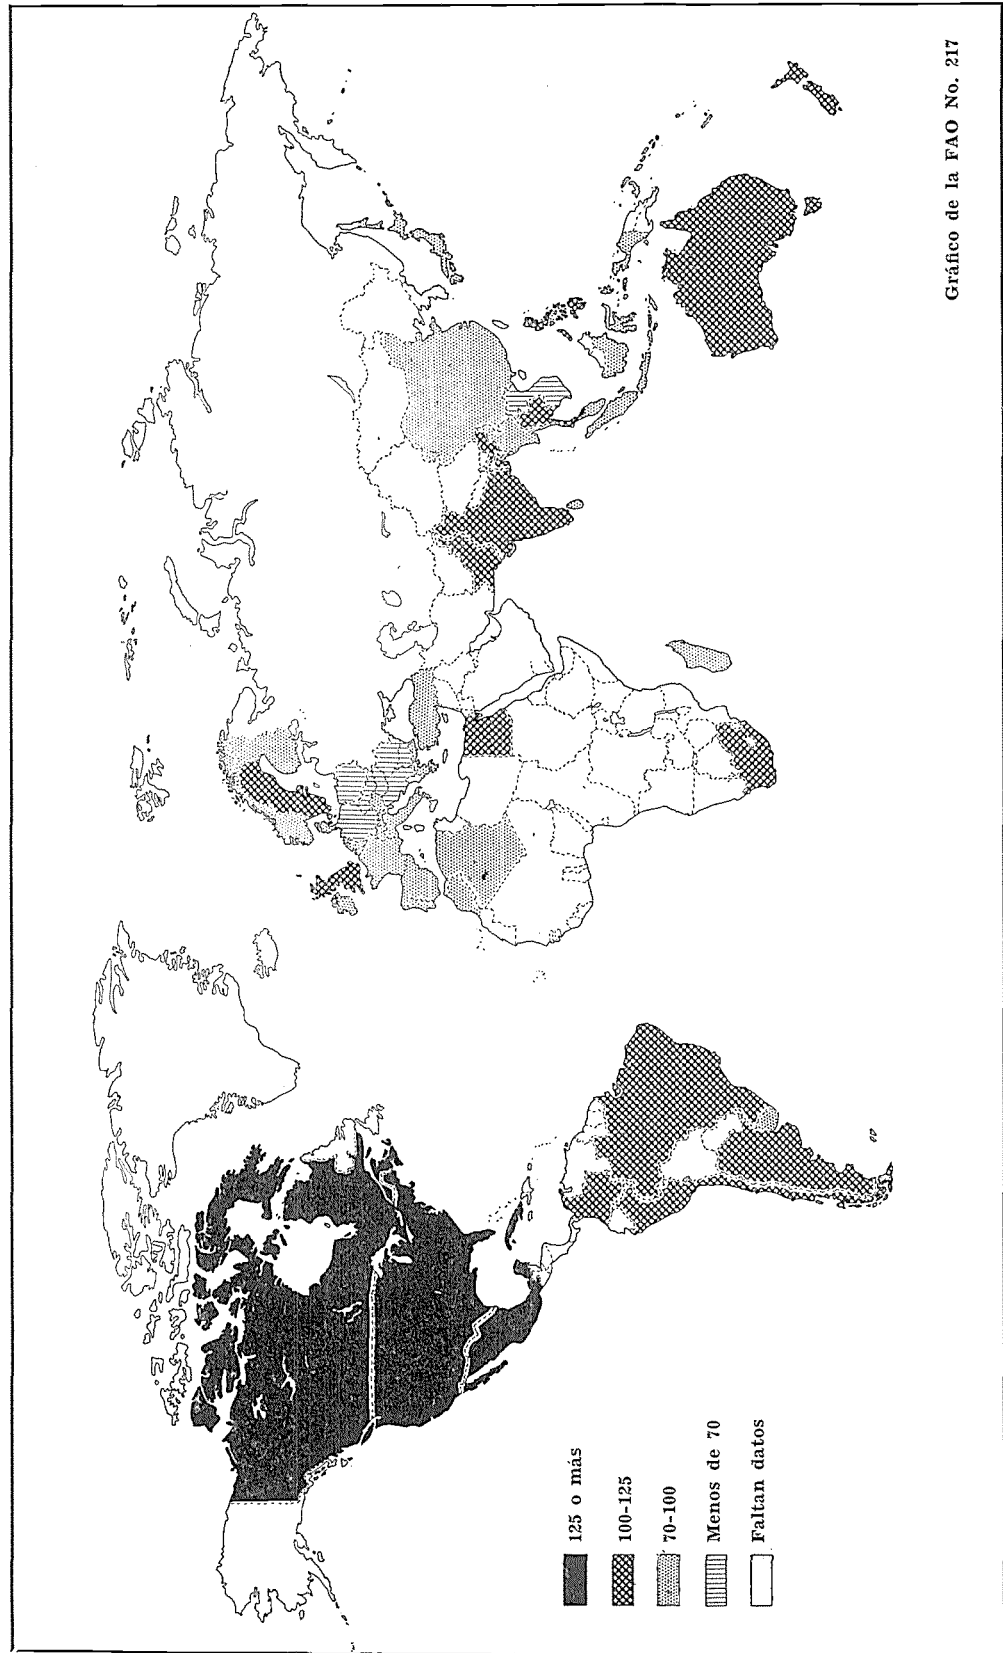 125 o más
100-125
70-100
Menos de 70
Faltan datos
Gráfico de la FAO No. 217